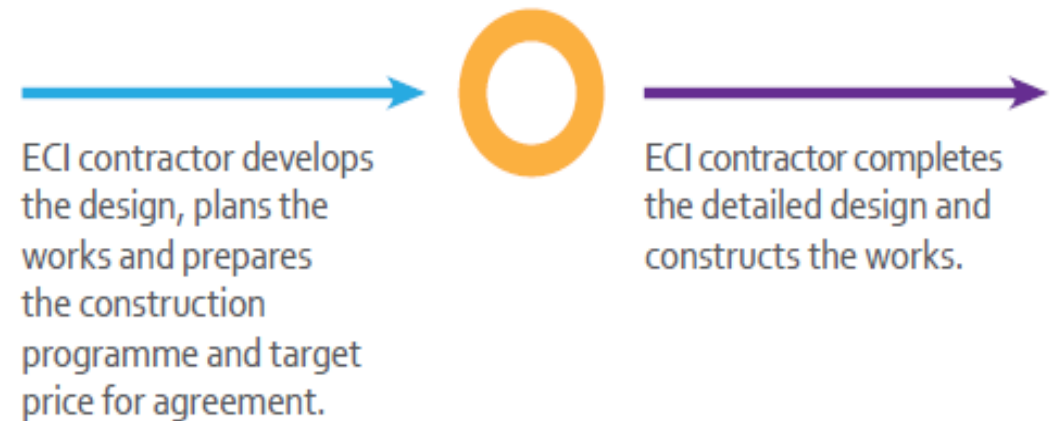 ECI contractor develops
the design, plans the
works and prepares
the construction
programme and target
price for agreement.
ECI contractor completes
the detailed design and
constructs the works.